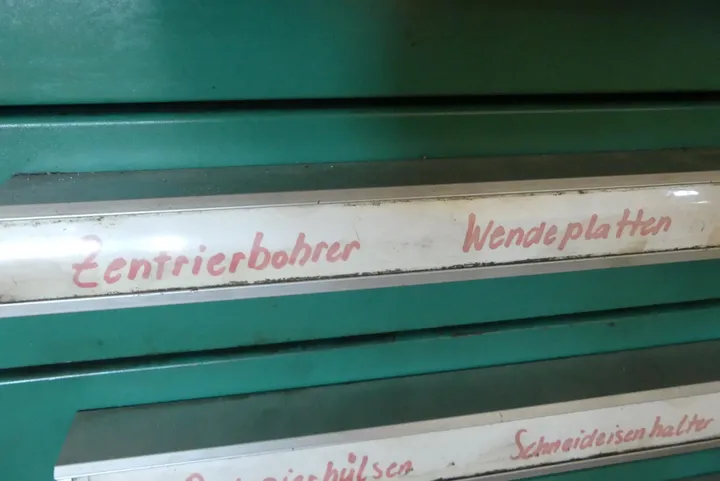 Zentrierbohrer Wendeplatten
Schneideisenhalter